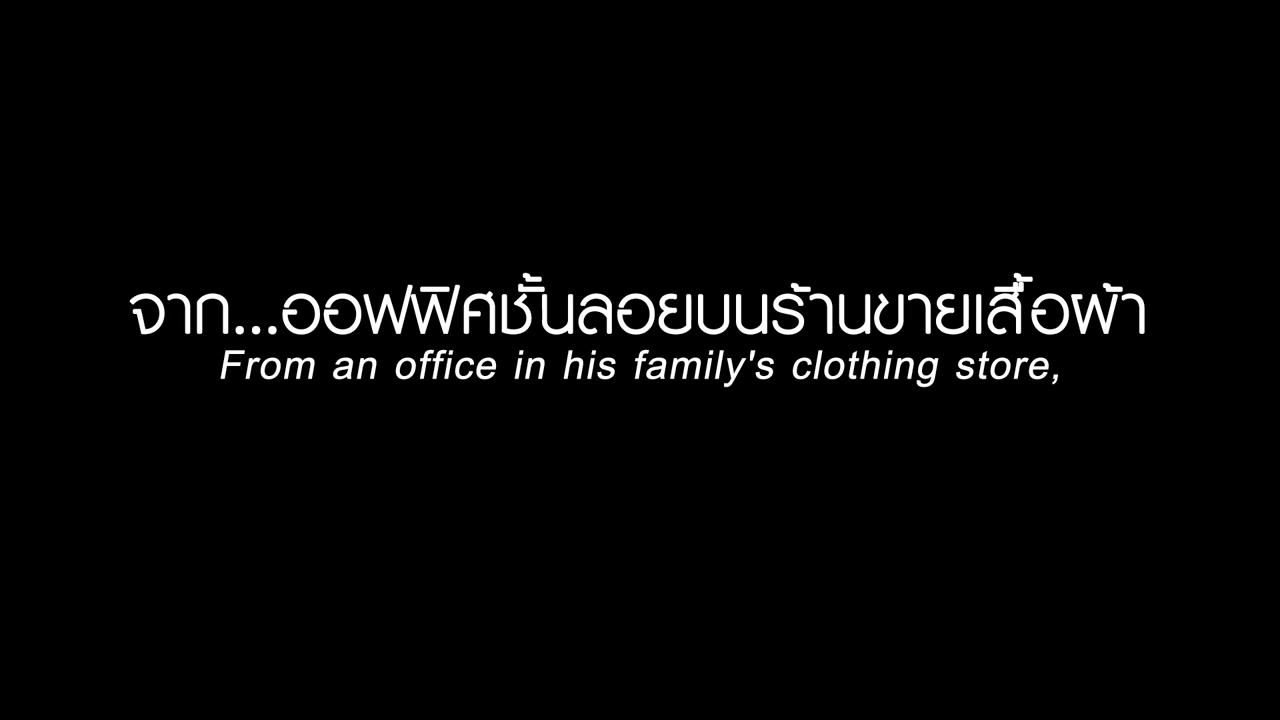 จาก...ออฟฟิศชั้นลอยบนร้านขายเสื้อผ้า
From an office in his family's clothing store,